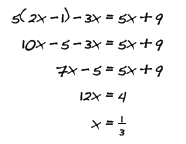 5(2x-1)-3x = 5x+9
10x-5-3x = 5x+9
7x-5 = 5x+9
12x = 4
x = 1/3